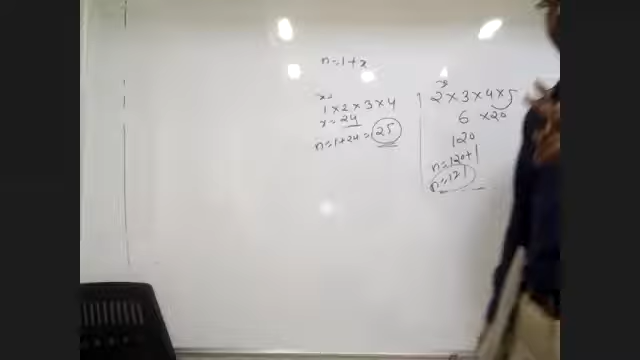 n=1+x
x=
1×2×3×4
x=24
n=1+24=25
x=
2×3×4×5
6 ×20
120
n=120+1
n=121